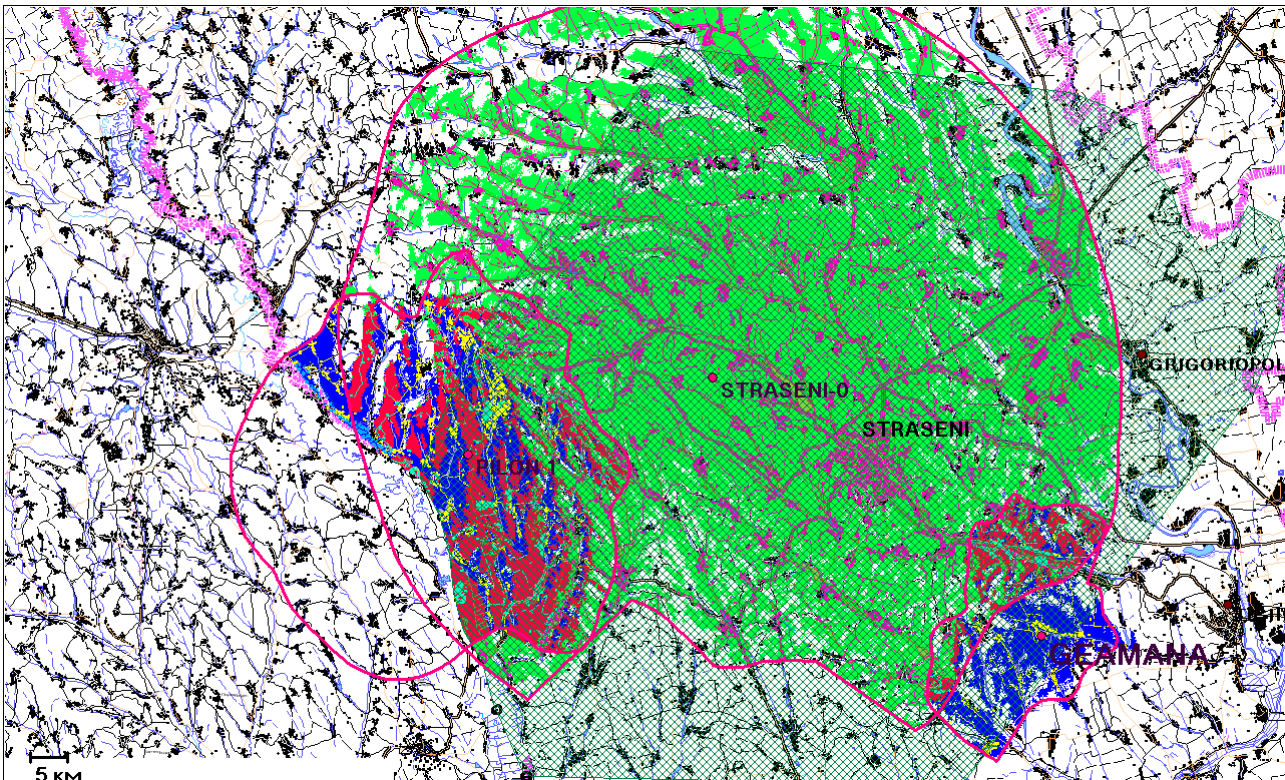 GRIGORIOPOL
STRASENI-0
STRASENI
PILON-1
GEAMANA
5 КМ